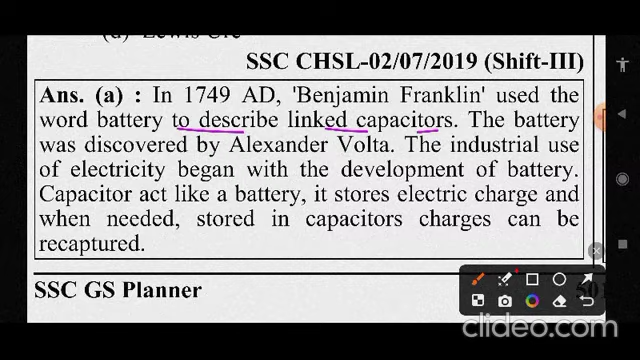 (d) Lewis Ure
SSC CHSL-02/07/2019 (Shift-III)
Ans. (a) : In 1749 AD, 'Benjamin Franklin' used the
word battery to describe linked capacitors. The battery
was discovered by Alexander Volta. The industrial use
of electricity began with the development of battery.
Capacitor act like a battery, it stores electric charge and
when needed, stored in capacitors charges can be
recaptured.
SSC GS Planner
clideo.com